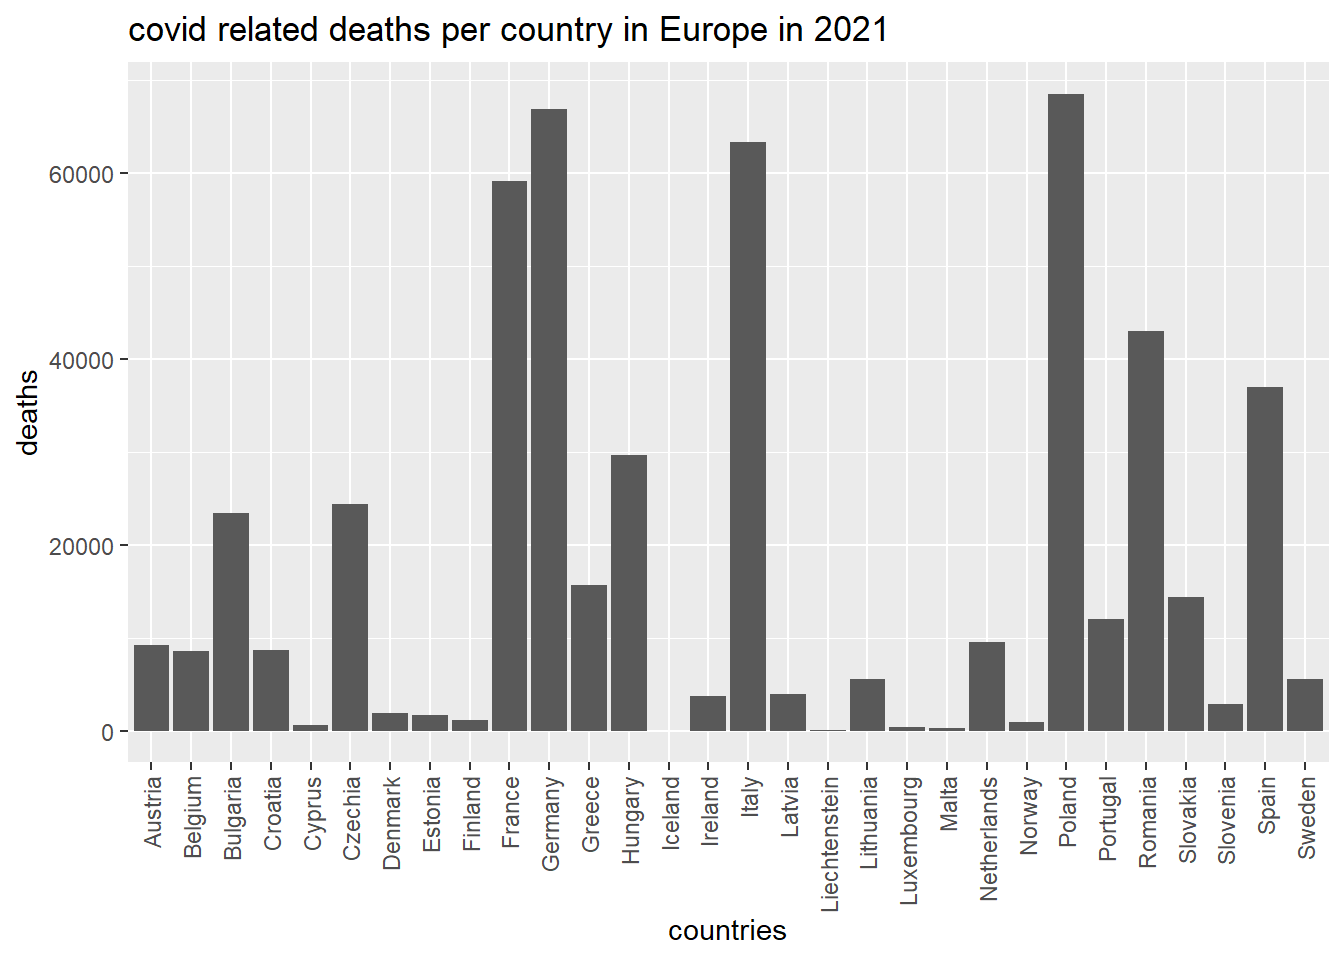 covid related deaths per country in Europe in 2021
deaths
60000
40000
20000
0
Austria
Belgium
Bulgaria
Croatia
Cyprus
Czechia
Denmark
Estonia
Finland
France
Germany
Greece
Hungary
Iceland
Ireland
Italy
Latvia
Liechtenstein
Lithuania
Luxembourg
Malta
Netherlands
Norway
Poland
Portugal
Romania
Slovakia
Slovenia
Spain
Sweden
countries